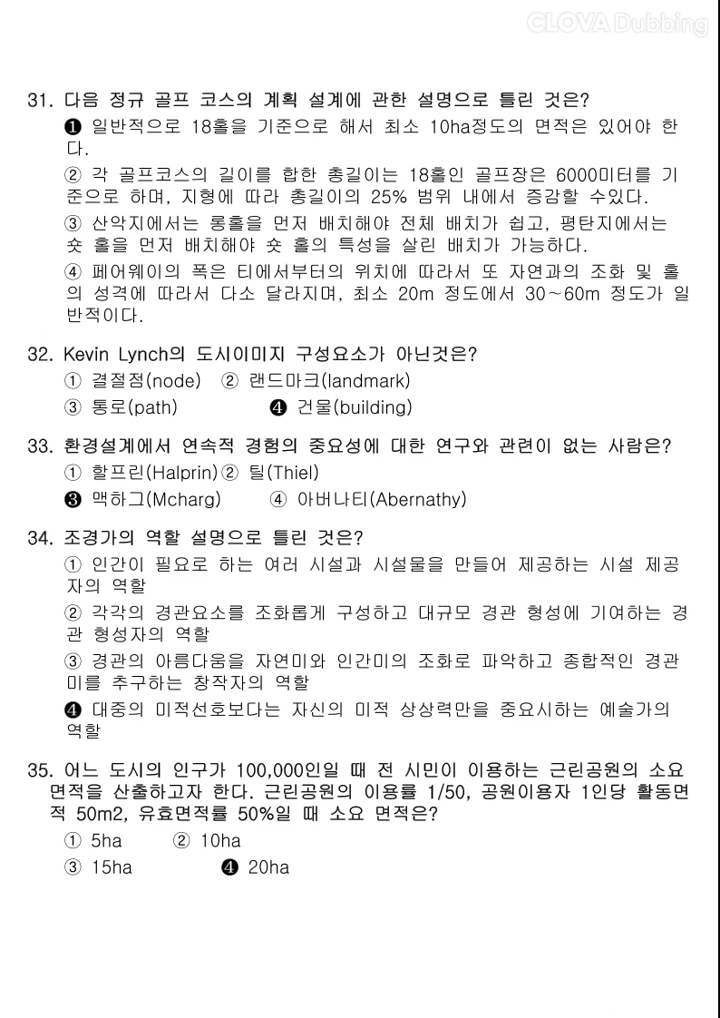 CLOVA Dubbing
31. 다음 정규 골프 코스의 계획 설계에 관한 설명으로 틀린 것은?
❶ 일반적으로 18홀을 기준으로 해서 최소 10ha정도의 면적은 있어야 한
다.
② 각 골프코스의 길이를 합한 총길이는 18홀인 골프장은 6000미터를 기
준으로 하며, 지형에 따라 총길이의 25% 범위 내에서 증감할 수있다.
③ 산악지에서는 롱홀을 먼저 배치해야 전체 배치가 쉽고, 평탄지에서는
숏 홀을 먼저 배치해야 숏 홀의 특성을 살린 배치가 가능하다.
④ 페어웨이의 폭은 티에서부터의 위치에 따라서 또 자연과의 조화 및 홀
의 성격에 따라서 다소 달라지며, 최소 20m 정도에서 30~60m 정도가 일
반적이다.
32. Kevin Lynch의 도시이미지 구성요소가 아닌것은?
① 결절점(node) ② 랜드마크(landmark)
③ 통로(path) ❹ 건물(building)
33. 환경설계에서 연속적 경험의 중요성에 대한 연구와 관련이 없는 사람은?
① 할프린(Halprin) ② 틸(Thiel)
❸ 맥하그(Mcharg) ④ 아버나티(Abernathy)
34. 조경가의 역할 설명으로 틀린 것은?
① 인간이 필요로 하는 여러 시설과 시설물을 만들어 제공하는 시설 제공
자의 역할
② 각각의 경관요소를 조화롭게 구성하고 대규모 경관 형성에 기여하는 경
관 형성자의 역할
③ 경관의 아름다움을 자연미와 인간미의 조화로 파악하고 종합적인 경관
미를 추구하는 창작자의 역할
❹ 대중의 미적선호보다는 자신의 미적 상상력만을 중요시하는 예술가의
역할
35. 어느 도시의 인구가 100,000인일 때 전 시민이 이용하는 근린공원의 소요
면적을 산출하고자 한다. 근린공원의 이용률 1/50, 공원이용자 1인당 활동면
적 50m2, 유효면적률 50%일 때 소요 면적은?
① 5ha ② 10ha
③ 15ha ❹ 20ha